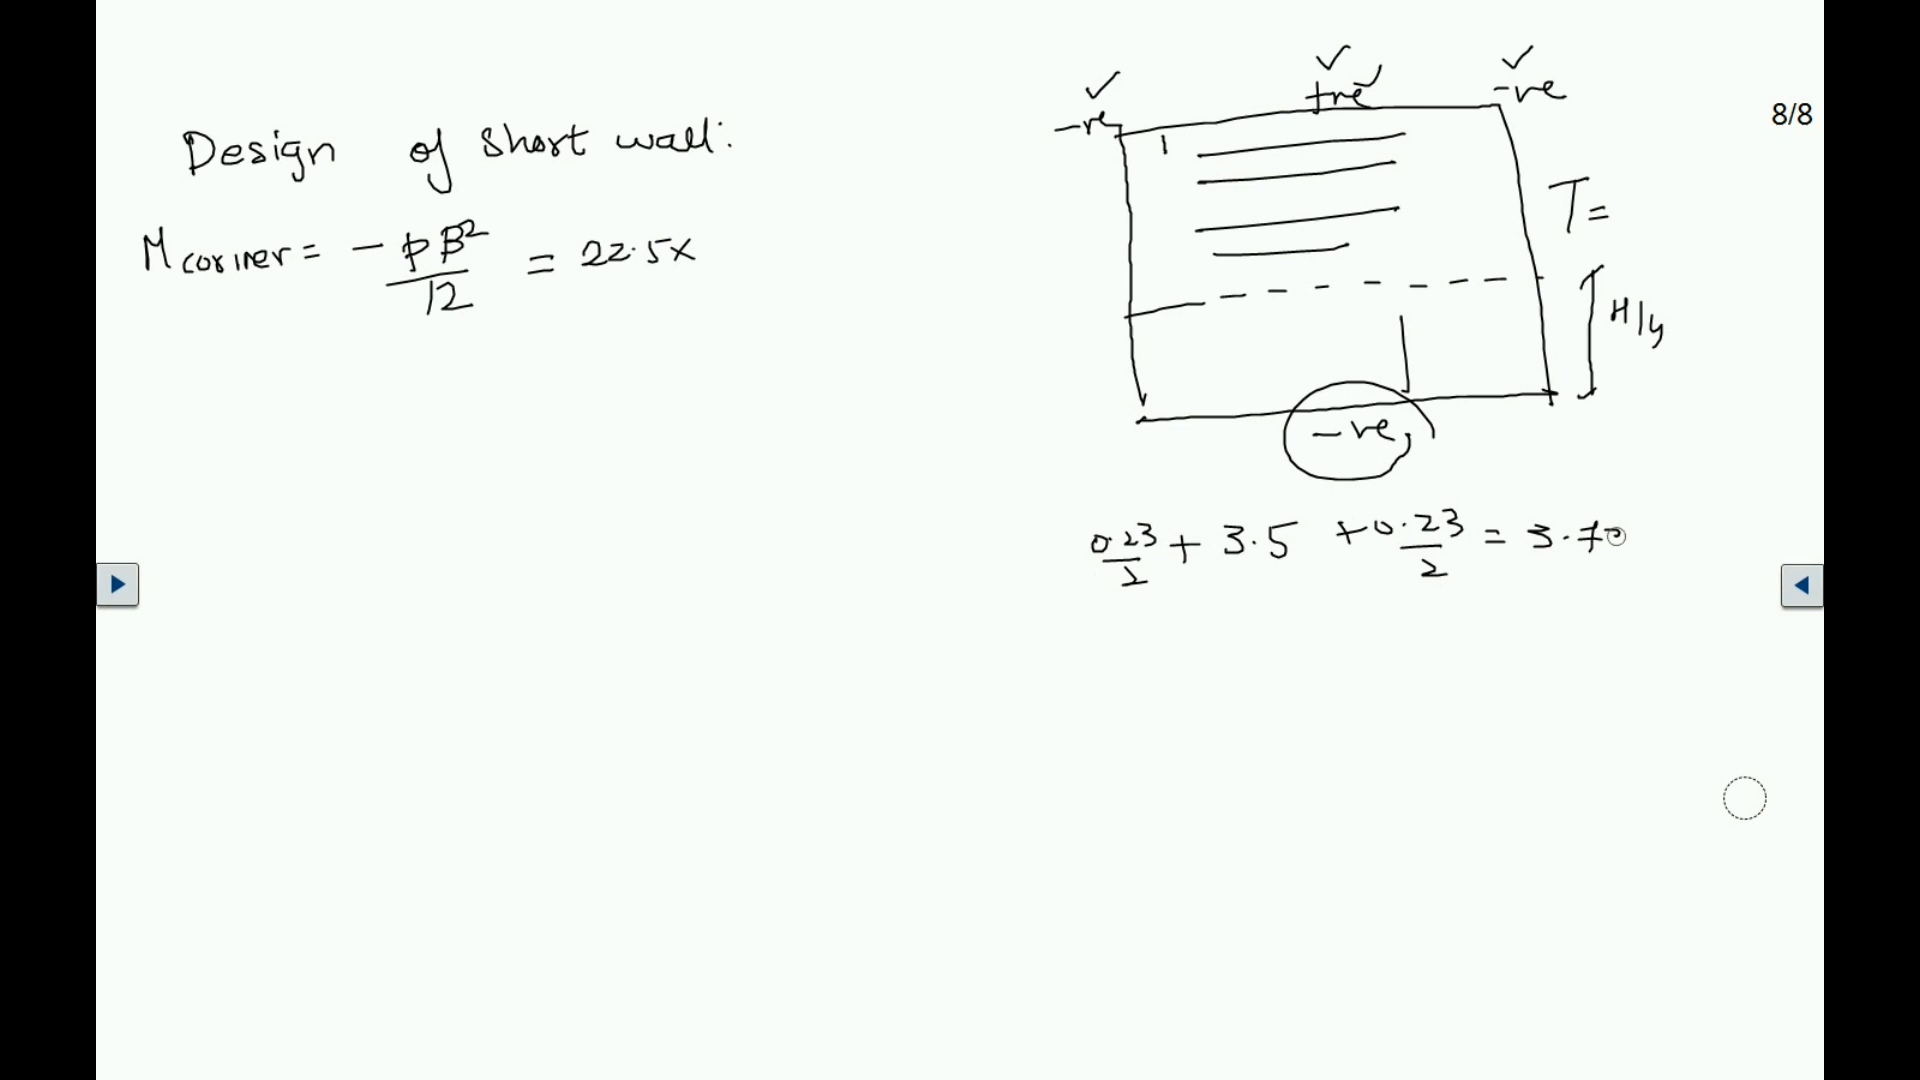 8/8
Design of short wall:
M corner = - pB²/12 = 22.5x
✓ ✓ ✓
-ve +ve -ve
T=
H/4
-ve
0.23/2 + 3.5 + 0.23/2 = 3.70